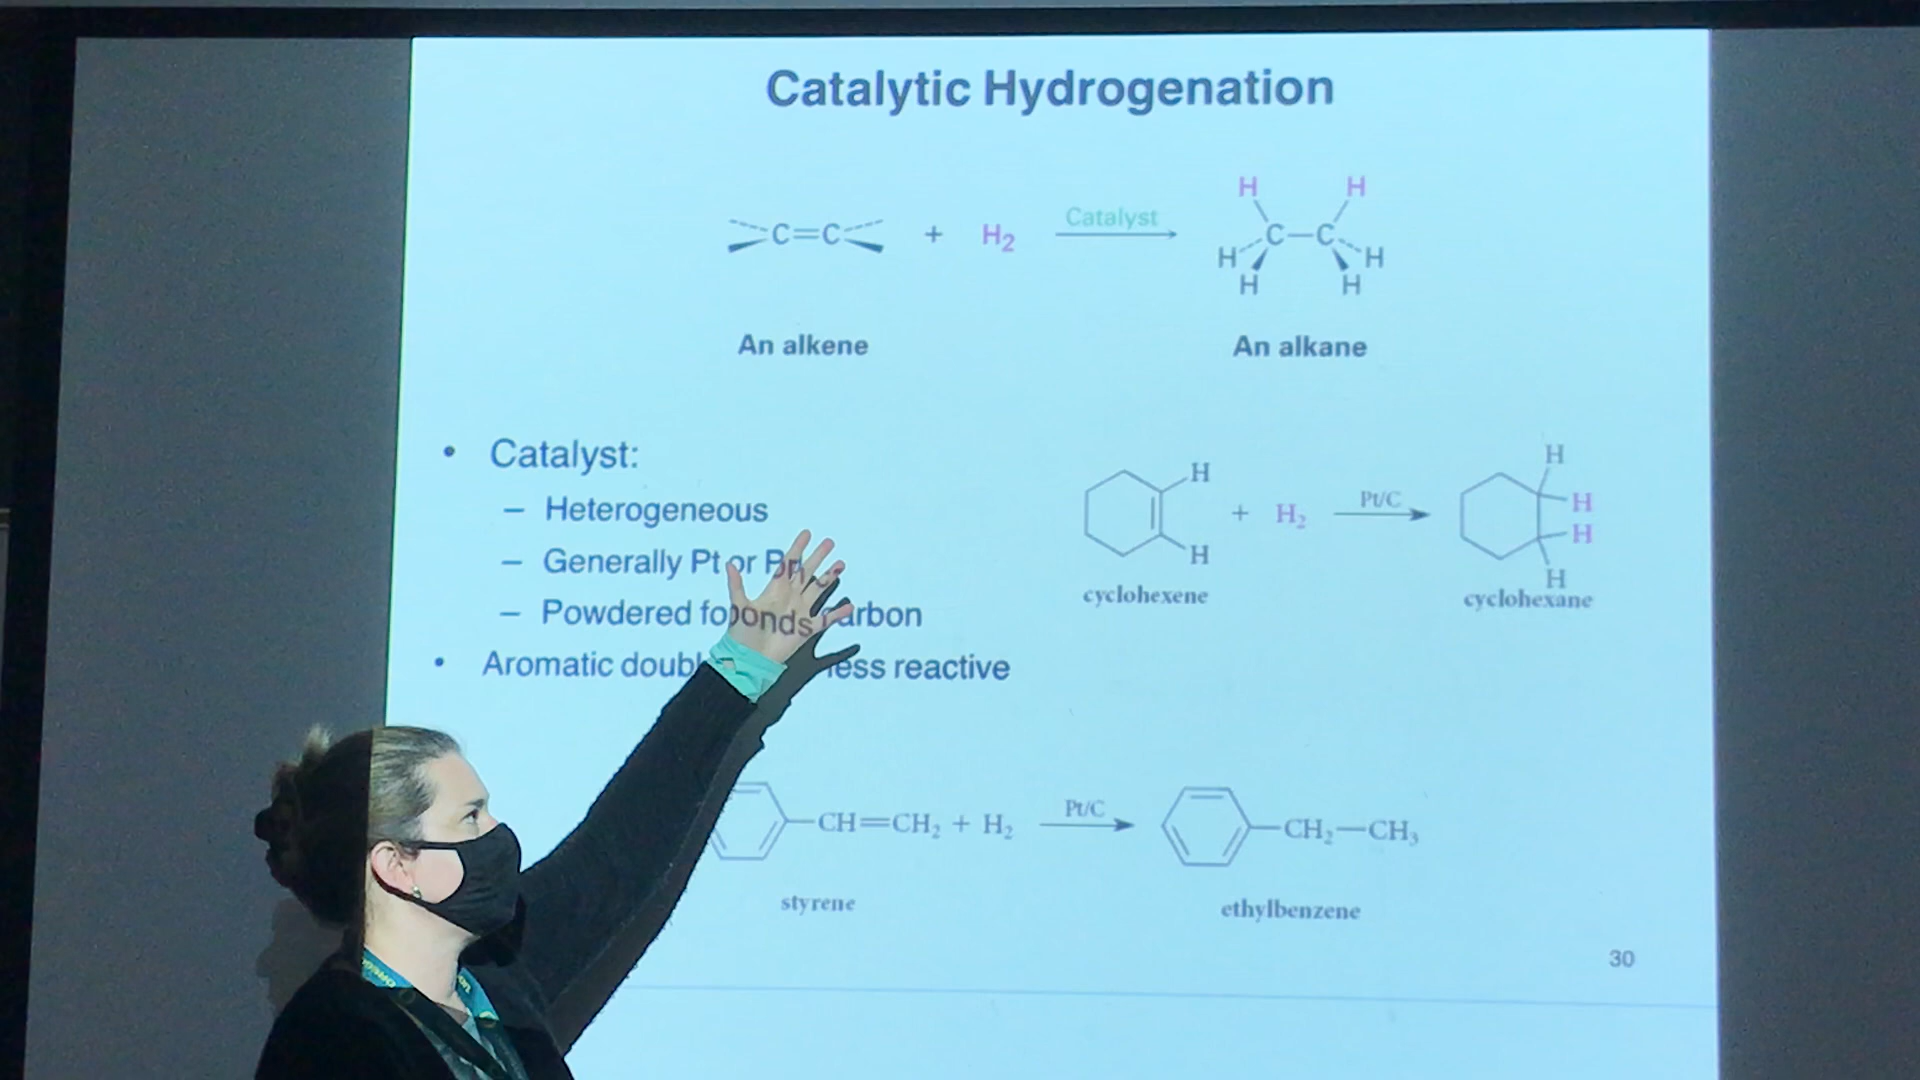 Catalytic Hydrogenation
H H
C=C + H₂ Catalyst C—C
H H
H H
An alkene An alkane
• Catalyst:
– Heterogeneous
– Generally Pt or
– Powdered arbon
• Aromatic doubl less reactive
H H
+ H₂ Pt/C H
H
H H
cyclohexene cyclohexane
CH=CH₂ + H₂ Pt/C CH₂—CH₃
styrene ethylbenzene
30